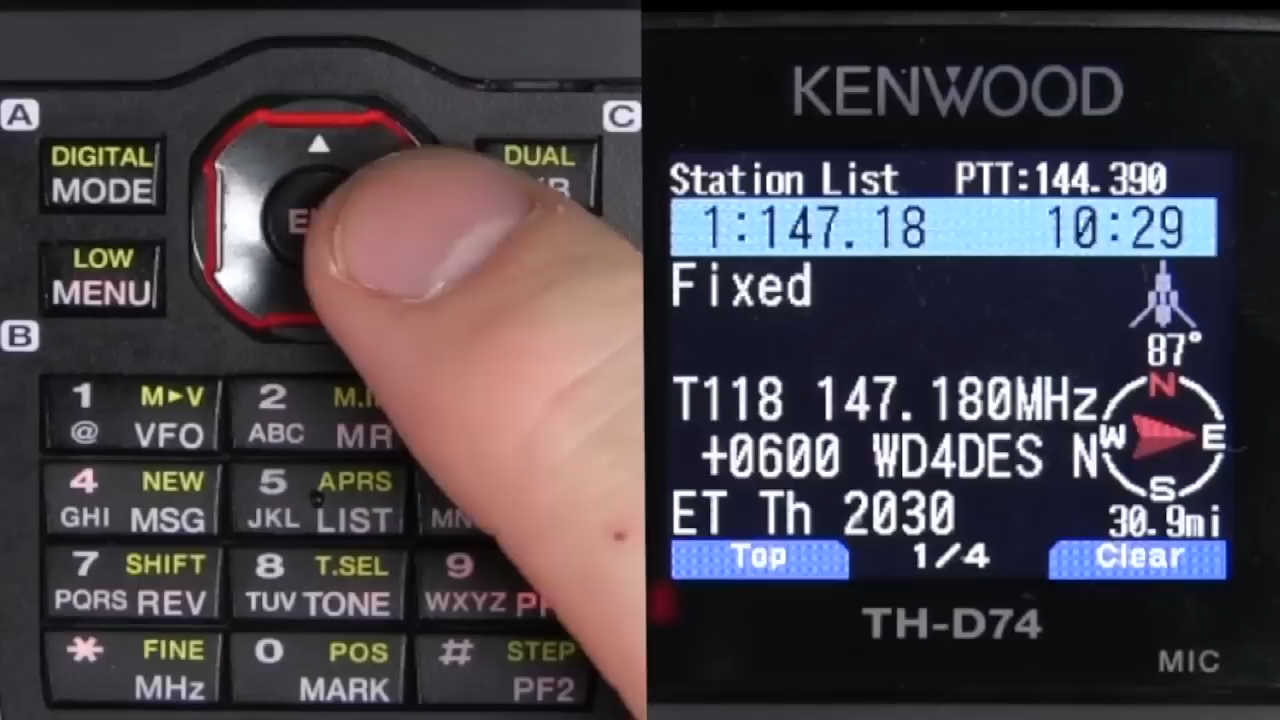 A
C
DIGITAL
MODE
DUAL
LOW
MENU
B
1 M►V
@ VFO
2
ABC MR
4 NEW
GHI MSG
5 APRS
JKL LIST
7 SHIFT
PQRS REV
8 T.SEL
TUV TONE
9
WXYZ
* FINE
MHz
0 POS
MARK
# STEP
PF2
KENWOOD
Station List PTT:144.390
1:147.18 10:29
Fixed
87°
T118 147.180MHz
N
+0600 WD4DES N
W E
S
ET Th 2030
30.9mi
Top 1/4 Clear
TH-D74
MIC